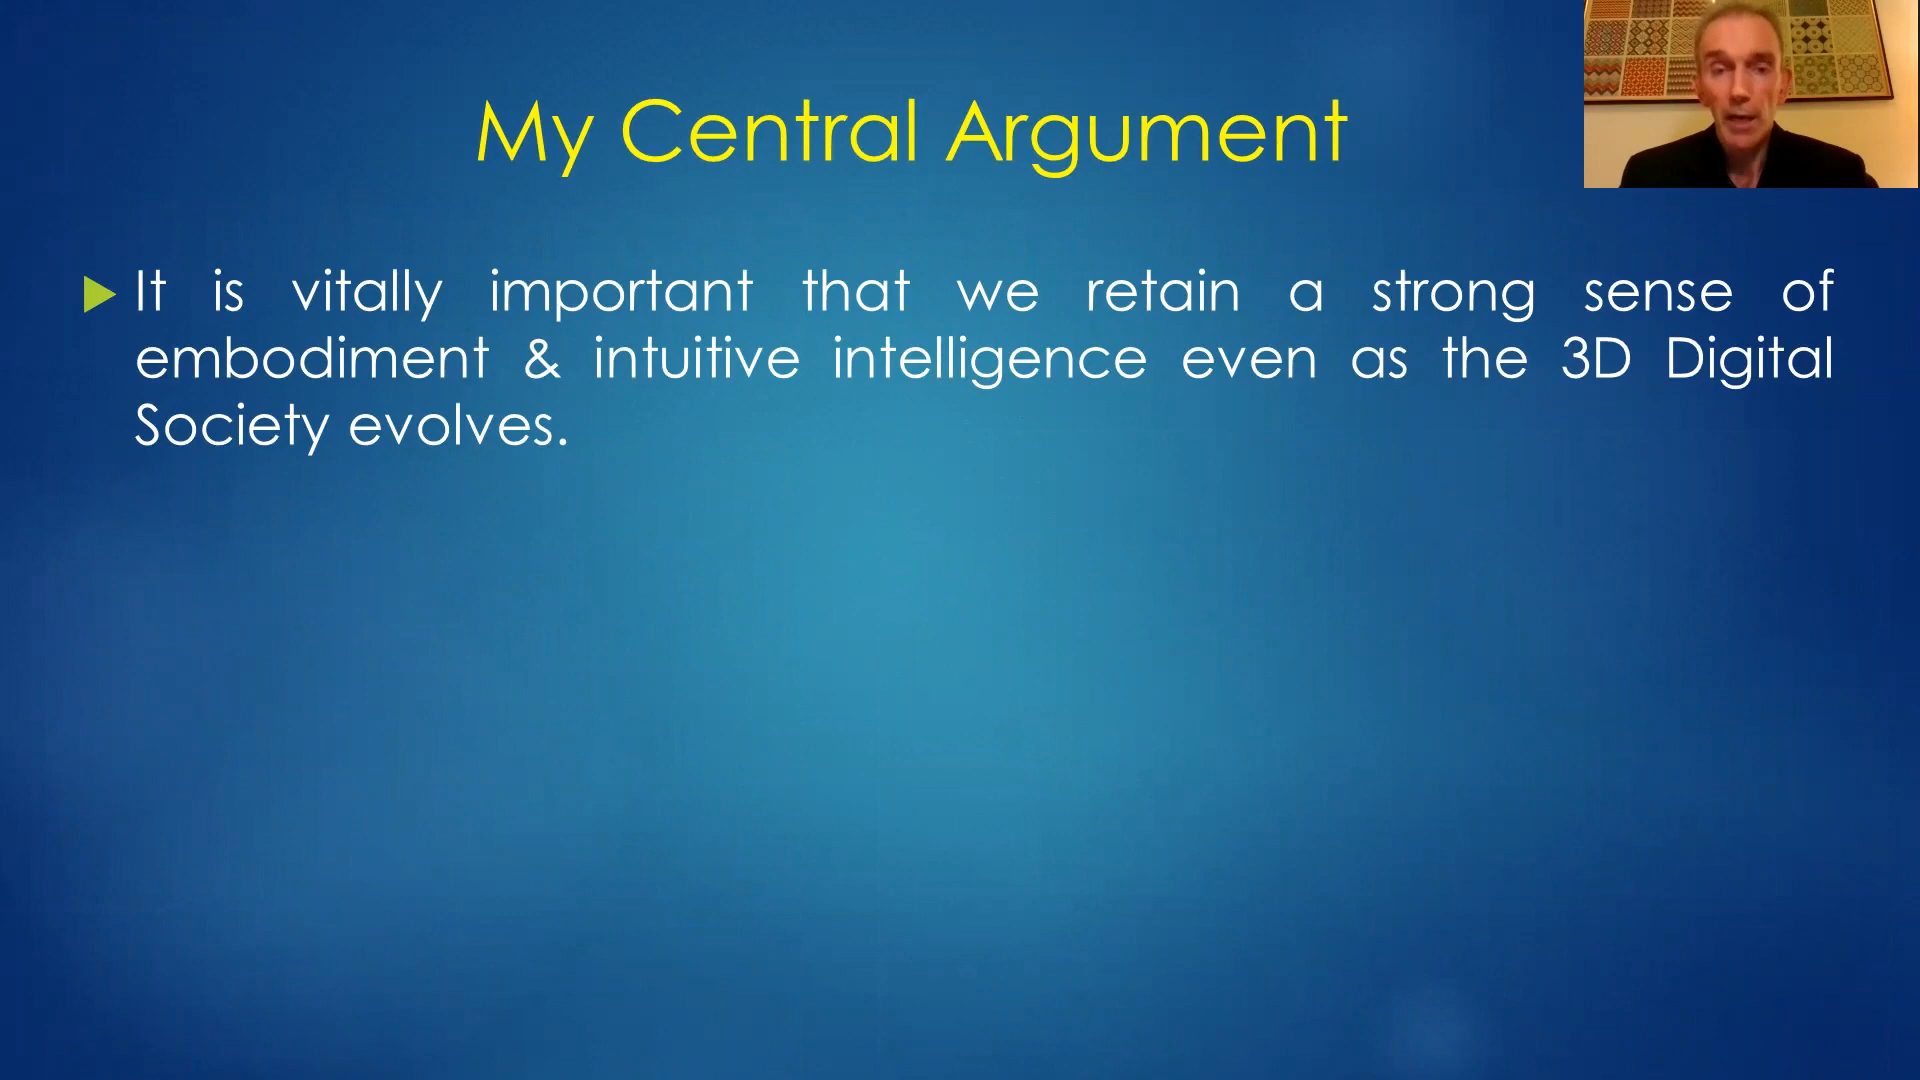 My Central Argument
It is vitally important that we retain a strong sense of
embodiment & intuitive intelligence even as the 3D Digital
Society evolves.